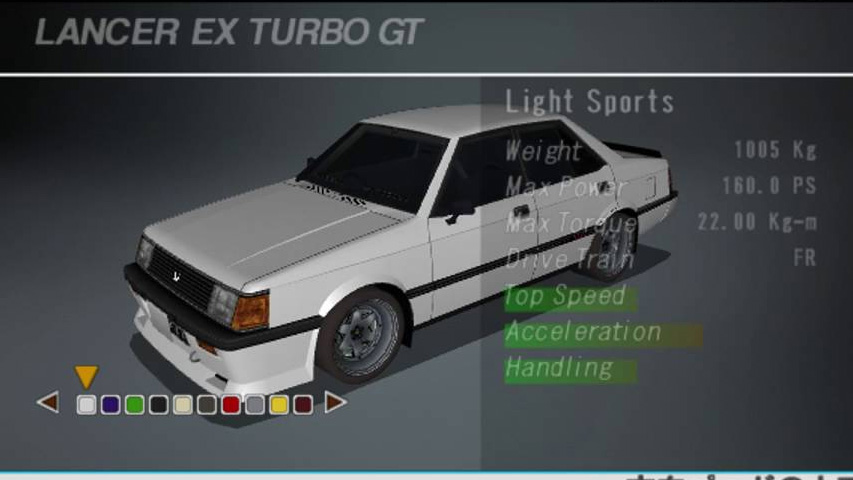 LANCER EX TURBO GT
Light Sports
Weight 1005 Kg
Max Power 160.0 PS
Max Torque 22.00 Kg-m
Drive Train FR
Top Speed
Acceleration
Handling